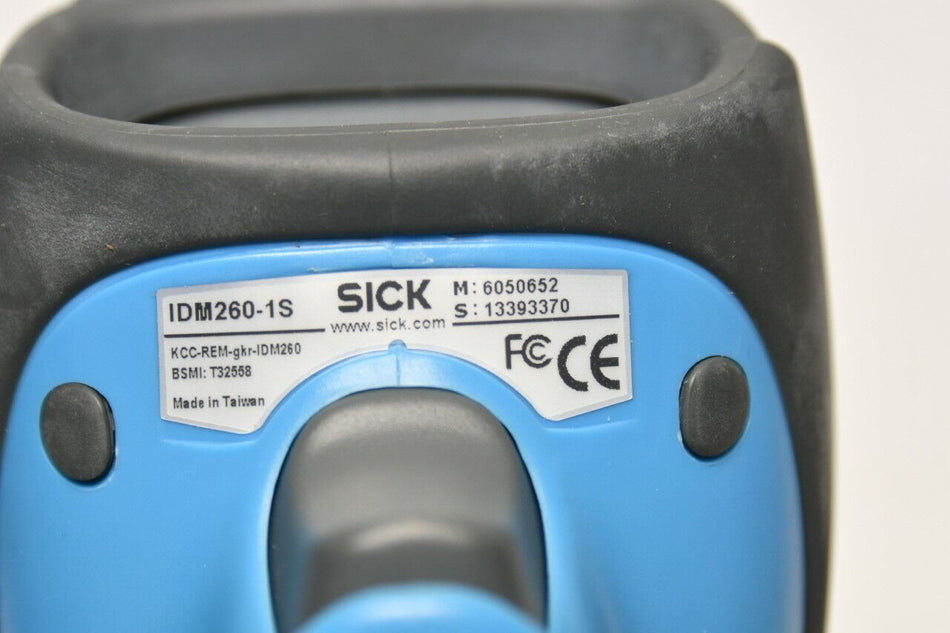 IDM260-1S
SICK
www.sick.com
M: 6050652
S: 13393370
KCC-REM-gkr-IDM260
BSMI: T32558
Made in Taiwan
FC CE